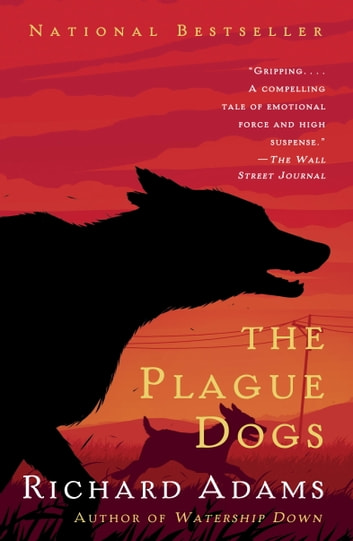 National Bestseller
"Gripping. . . .
A compelling
tale of emotional
force and high
suspense."
—The Wall
Street Journal
The
Plague
Dogs
Richard Adams
Author of Watership Down